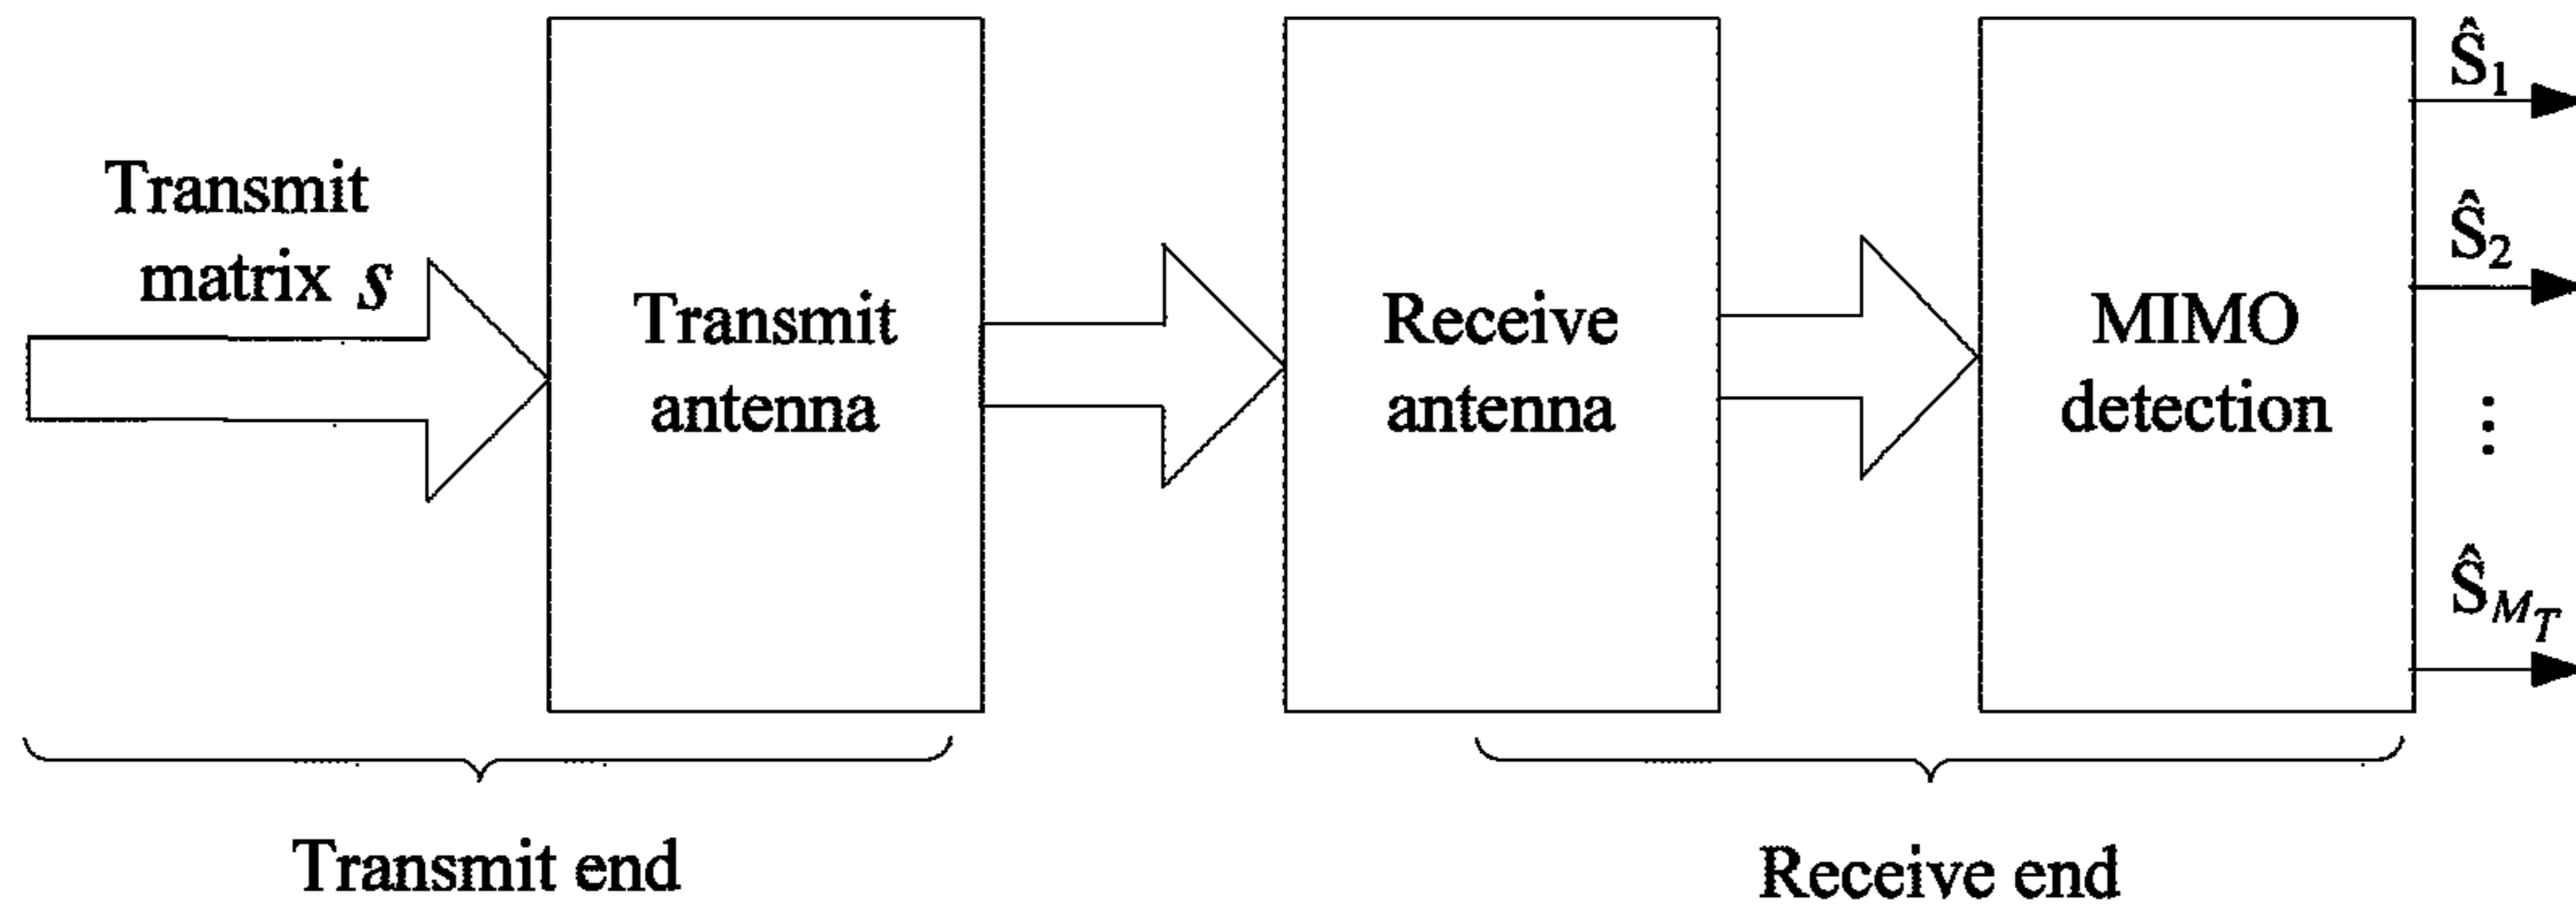 Transmit
matrix s
Transmit
antenna
Receive
antenna
MIMO
detection
Ŝ1
Ŝ2
⋮
ŜMT
Transmit end
Receive end